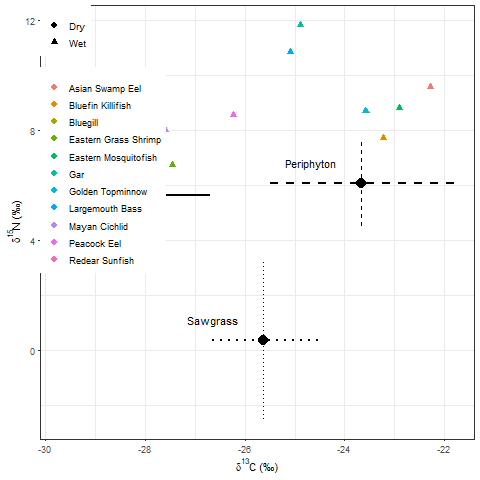 12
8
4
0
δ15N (‰)
Dry
Wet
Asian Swamp Eel
Bluefin Killifish
Bluegill
Eastern Grass Shrimp
Eastern Mosquitofish
Gar
Golden Topminnow
Largemouth Bass
Mayan Cichlid
Peacock Eel
Redear Sunfish
Periphyton
Sawgrass
-30 -28 -26 -24 -22
δ13C (‰)